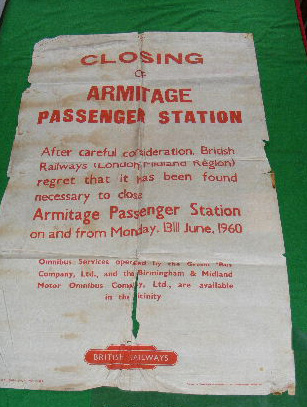 CLOSING
OF
ARMITAGE
PASSENGER STATION
After careful consideration, British
Railways (London Midland Region)
regret that it has been found
necessary to close
Armitage Passenger Station
on and from Monday, 13th June, 1960
Omnibus Services operated by the Green Bus
Company, Ltd., and the Birmingham & Midland
Motor Omnibus Company, Ltd., are available
in the vicinity
BRITISH RAILWAYS